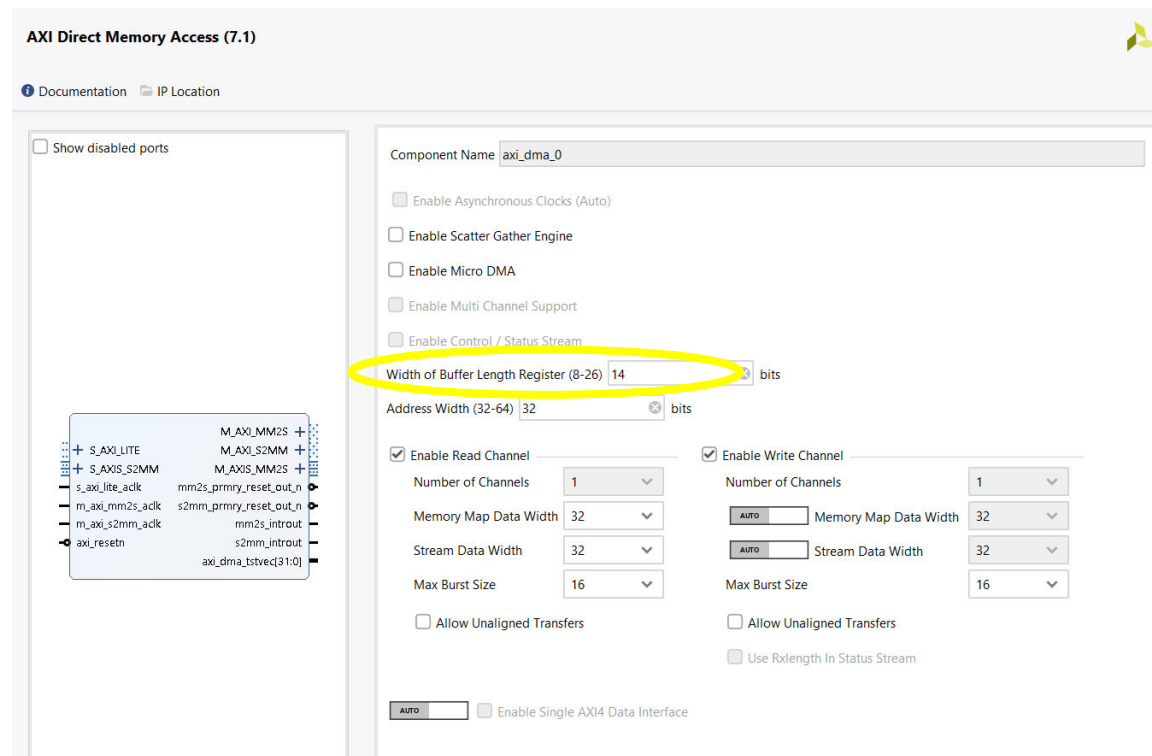 AXI Direct Memory Access (7.1)
Documentation IP Location
Show disabled ports
S_AXI_LITE
S_AXIS_S2MM
s_axi_lite_aclk
m_axi_mm2s_aclk
m_axi_s2mm_aclk
axi_resetn
M_AXI_MM2S
M_AXI_S2MM
M_AXIS_MM2S
mm2s_prmry_reset_out_n
s2mm_prmry_reset_out_n
mm2s_introut
s2mm_introut
axi_dma_tstvec[31:0]
Component Name axi_dma_0
Enable Asynchronous Clocks (Auto)
Enable Scatter Gather Engine
Enable Micro DMA
Enable Multi Channel Support
Enable Control / Status Stream
Width of Buffer Length Register (8-26) 14 bits
Address Width (32-64) 32 bits
Enable Read Channel
Number of Channels 1
Memory Map Data Width 32
Stream Data Width 32
Max Burst Size 16
Allow Unaligned Transfers
Enable Write Channel
Number of Channels 1
AUTO Memory Map Data Width 32
AUTO Stream Data Width 32
Max Burst Size 16
Allow Unaligned Transfers
Use Rxlength In Status Stream
AUTO Enable Single AXI4 Data Interface